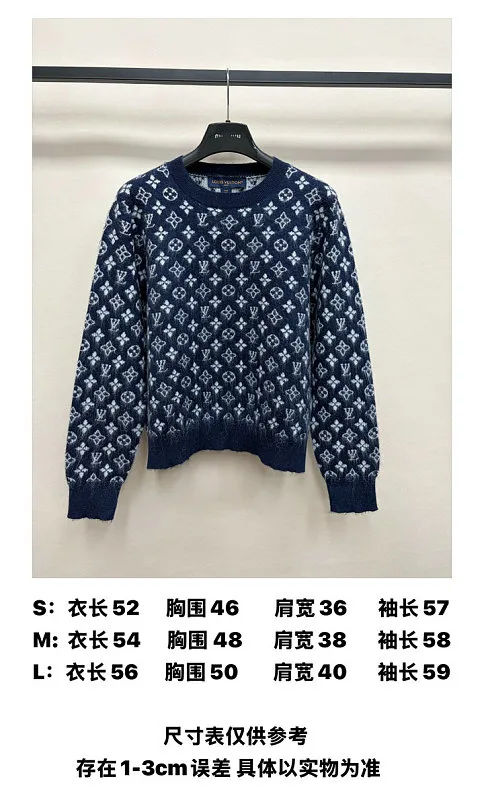 LOUIS VUITTON
S：衣长 52 胸围 46 肩宽 36 袖长 57
M: 衣长 54 胸围 48 肩宽 38 袖长 58
L：衣长 56 胸围 50 肩宽 40 袖长 59
尺寸表仅供参考
存在 1-3cm 误差 具体以实物为准